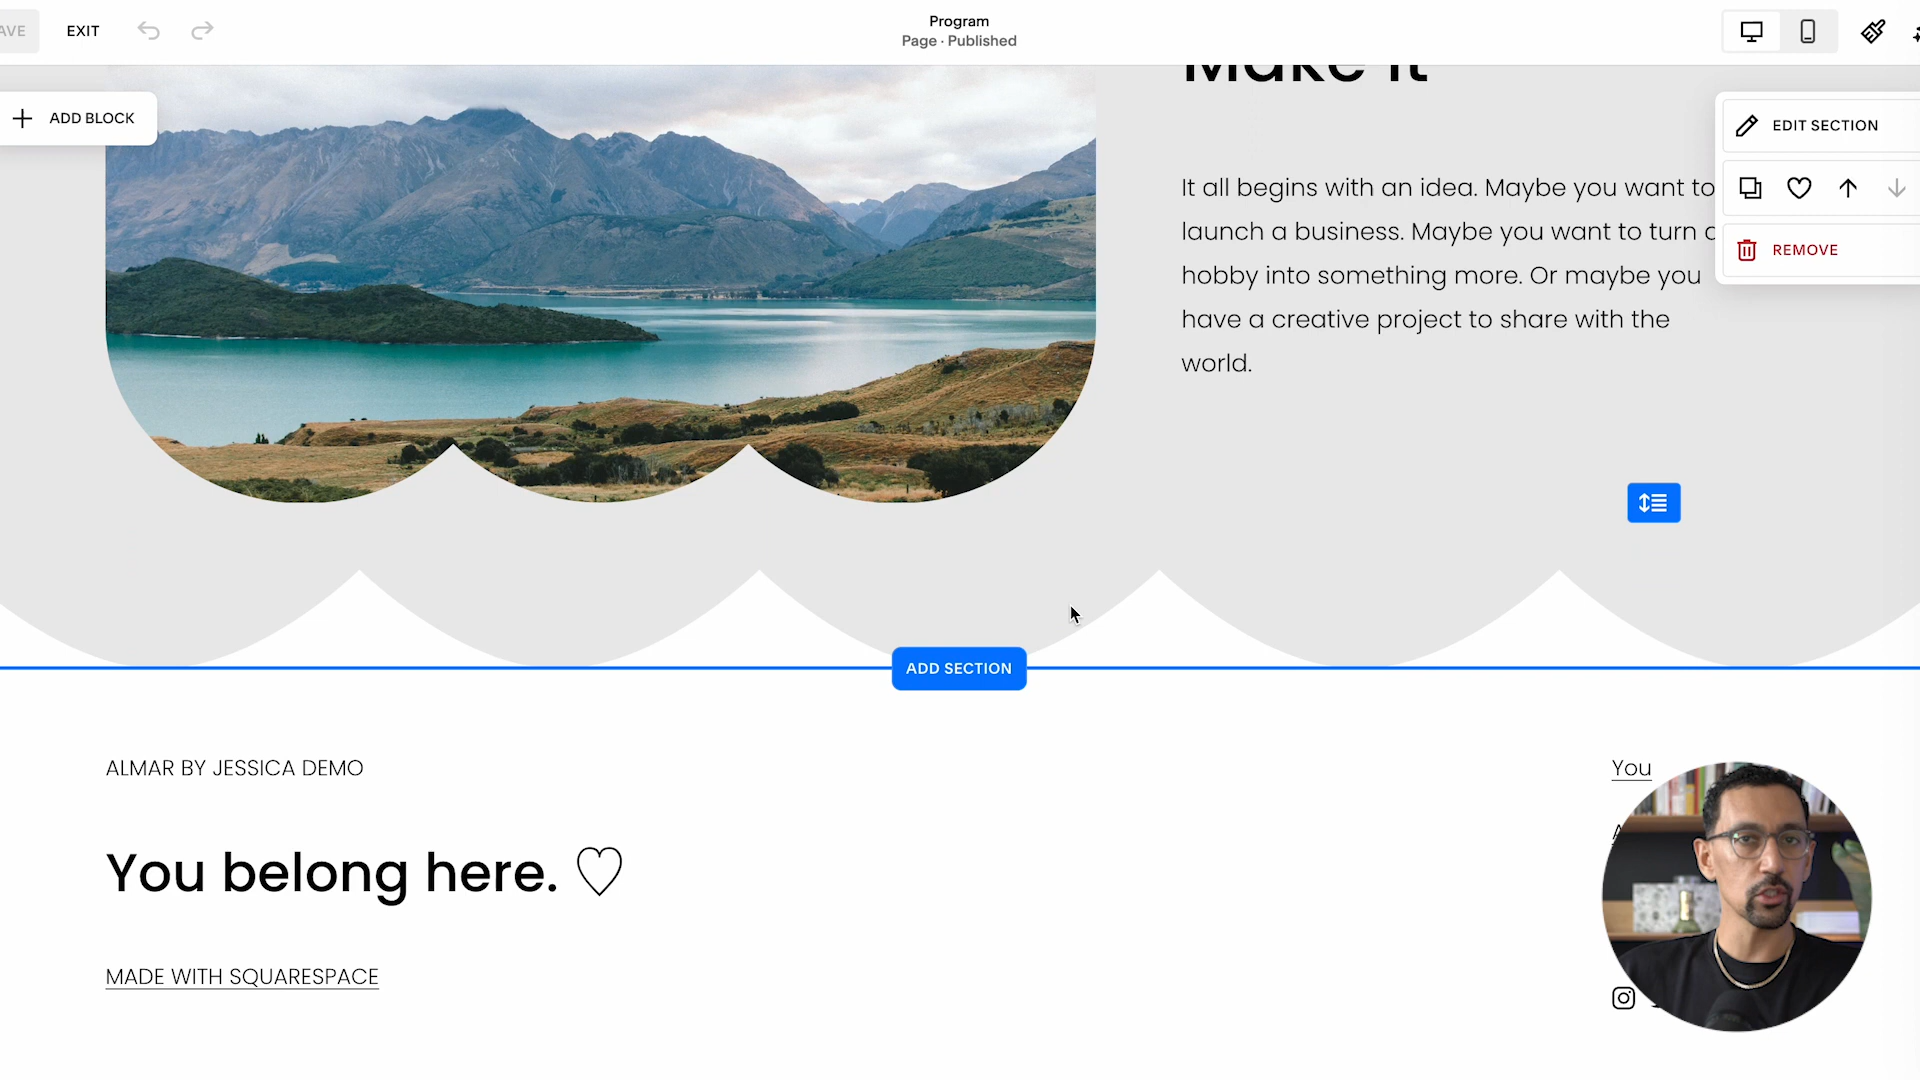 EXIT
Program
Page · Published
Make it
ADD BLOCK
EDIT SECTION
It all begins with an idea. Maybe you want to
launch a business. Maybe you want to turn a
hobby into something more. Or maybe you
have a creative project to share with the
world.
REMOVE
ADD SECTION
ALMAR BY JESSICA DEMO
You
You belong here. ♡
MADE WITH SQUARESPACE